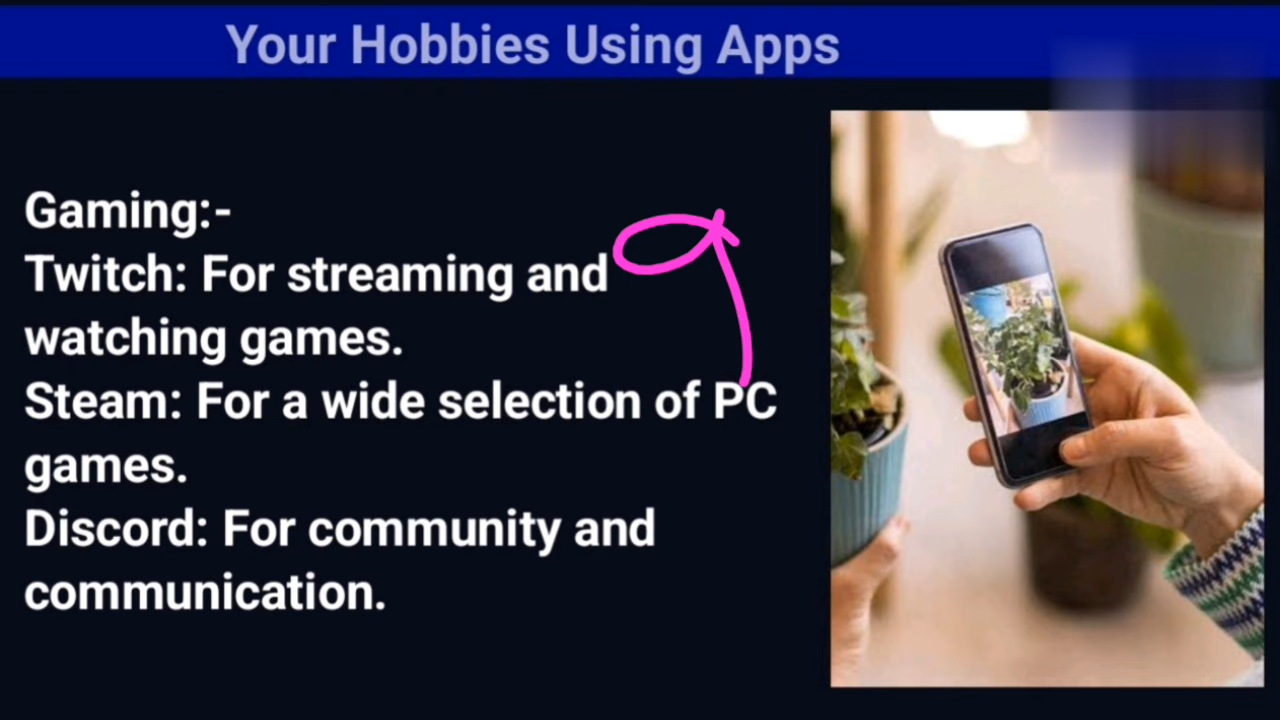 Your Hobbies Using Apps
Gaming:-
Twitch: For streaming and
watching games.
Steam: For a wide selection of PC
games.
Discord: For community and
communication.